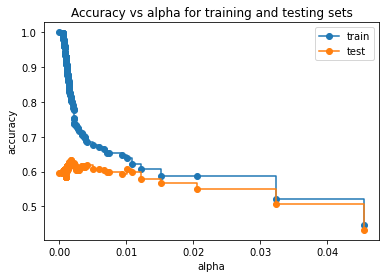 Accuracy vs alpha for training and testing sets
train
test
accuracy
1.0
0.9
0.8
0.7
0.6
0.5
0.00
0.01
0.02
0.03
0.04
alpha